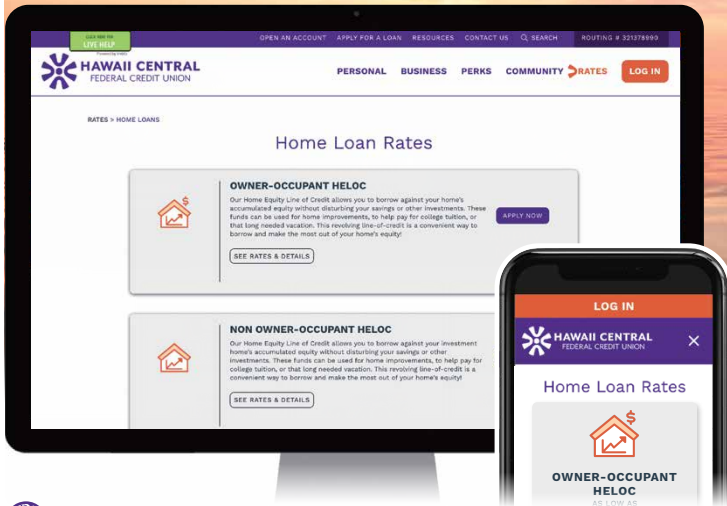 CLICK HERE FOR
LIVE HELP
OPEN AN ACCOUNT APPLY FOR A LOAN RESOURCES CONTACT US SEARCH ROUTING # 321378990
HAWAII CENTRAL
FEDERAL CREDIT UNION
PERSONAL BUSINESS PERKS COMMUNITY RATES LOG IN
RATES > HOME LOANS
Home Loan Rates
OWNER-OCCUPANT HELOC
Our Home Equity Line of Credit allows you to borrow against your home's
accumulated equity without disturbing your savings or other investments. These
funds can be used for home improvements, to help pay for college tuition, or
that long needed vacation. This revolving line-of-credit is a convenient way to
borrow and make the most out of your home's equity!
APPLY NOW
SEE RATES & DETAILS
NON OWNER-OCCUPANT HELOC
Our Home Equity Line of Credit allows you to borrow against your investment
home's accumulated equity without disturbing your savings or other
investments. These funds can be used for home improvements, to help pay for
college tuition, or that long needed vacation. This revolving line-of-credit is a
convenient way to borrow and make the most of your home's equity!
SEE RATES & DETAILS
LOG IN
HAWAII CENTRAL
FEDERAL CREDIT UNION
Home Loan Rates
$
OWNER-OCCUPANT
HELOC
AS LOW AS